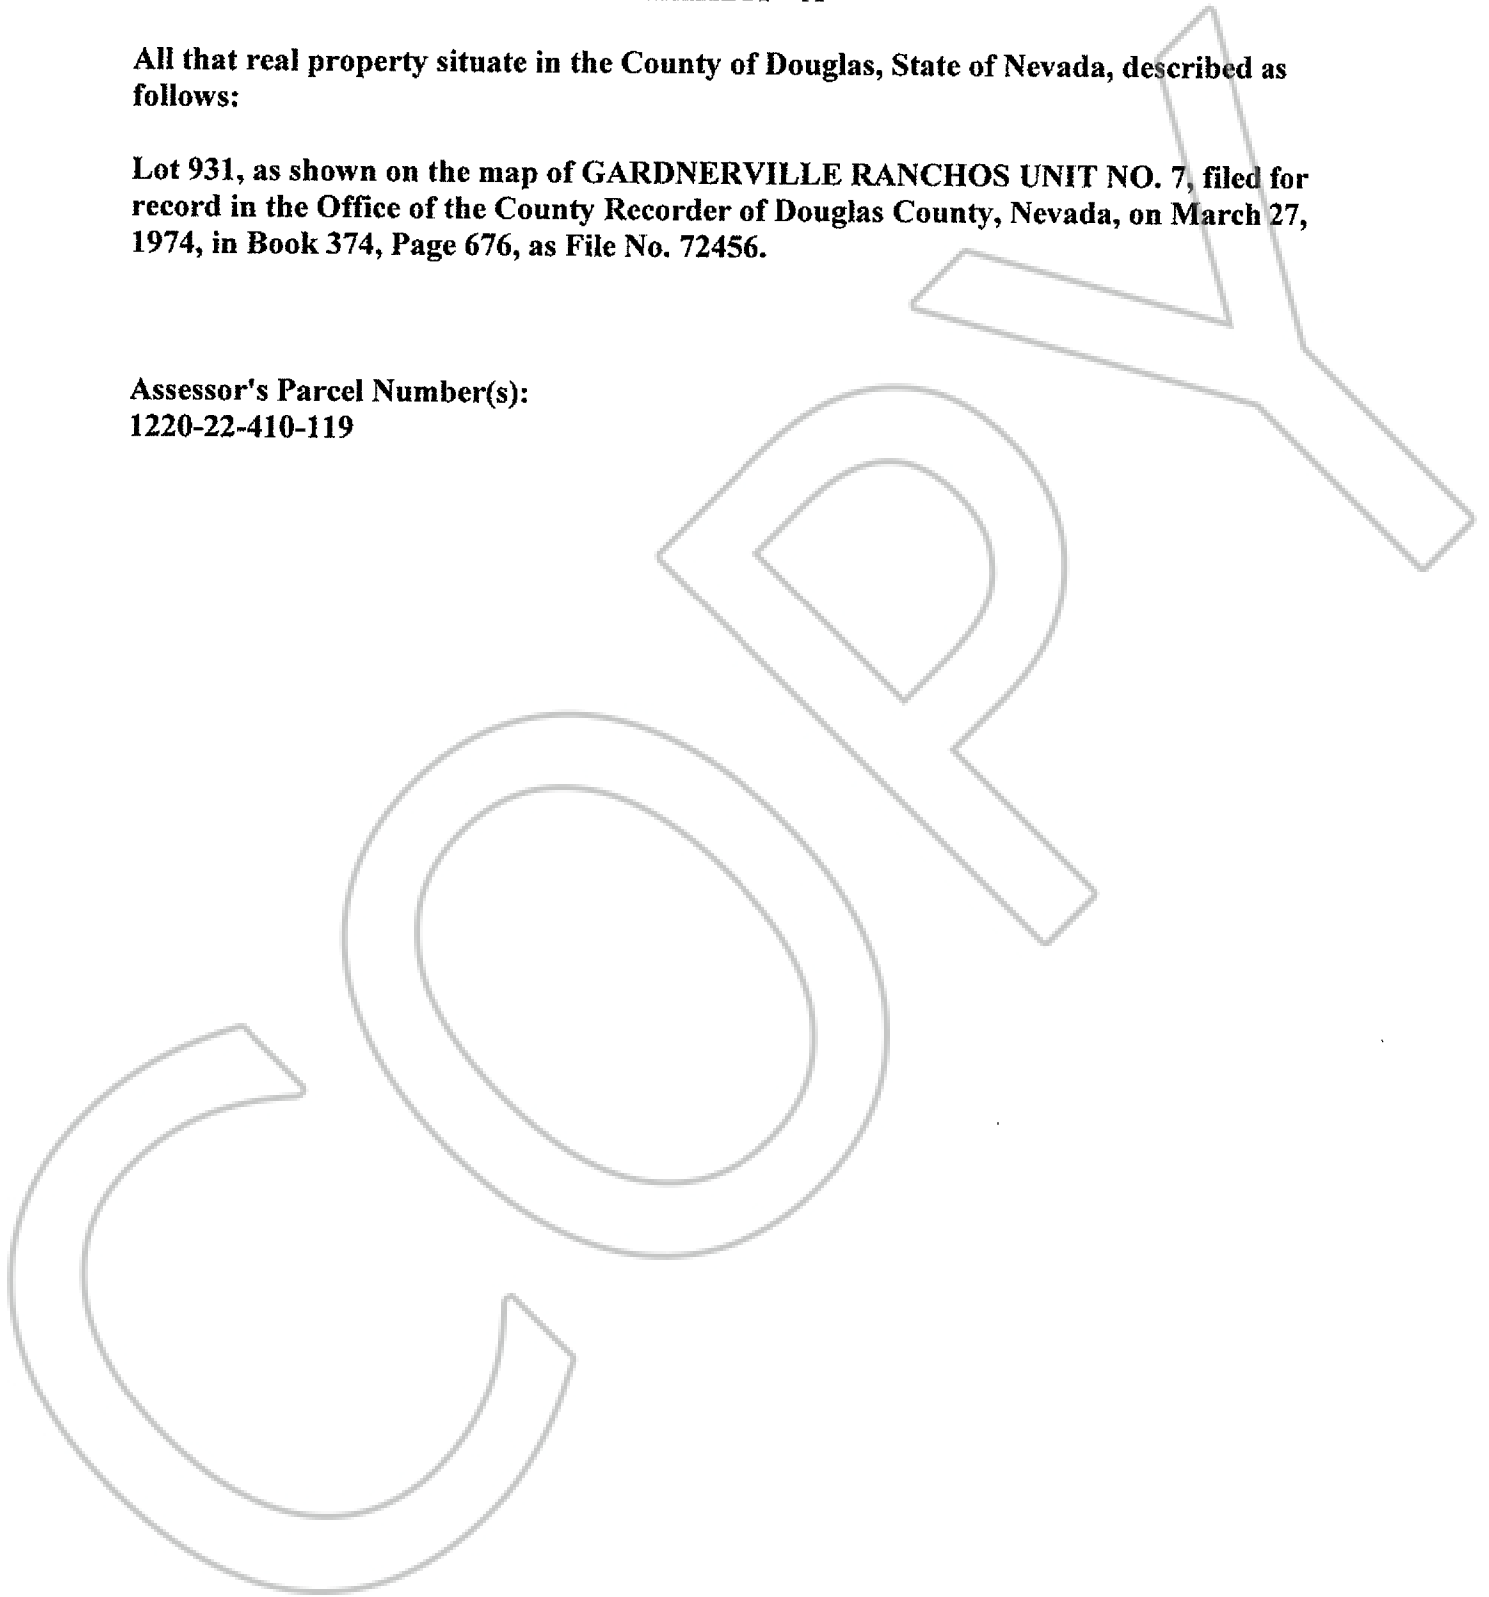 All that real property situate in the County of Douglas, State of Nevada, described as
follows:
Lot 931, as shown on the map of GARDNERVILLE RANCHOS UNIT NO. 7, filed for
record in the Office of the County Recorder of Douglas County, Nevada, on March 27,
1974, in Book 374, Page 676, as File No. 72456.
Assessor's Parcel Number(s):
1220-22-410-119
COPY